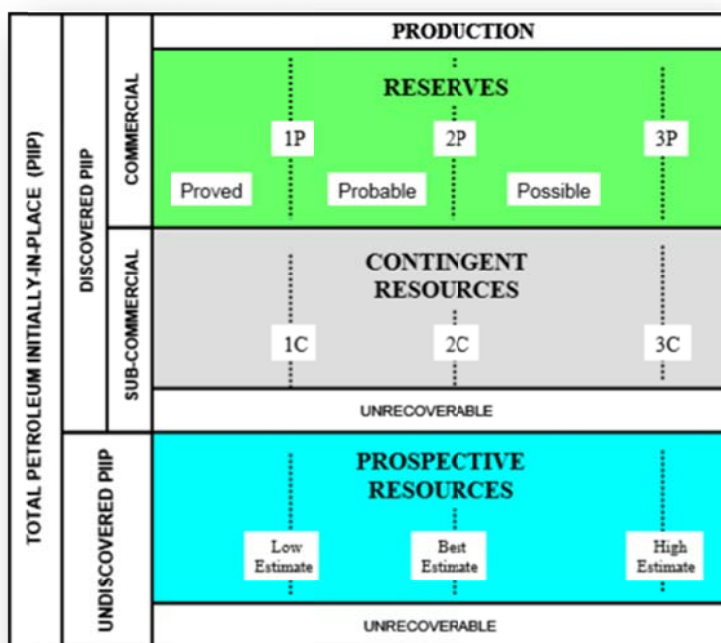 TOTAL PETROLEUM INITIALLY-IN-PLACE (PIIP)
DISCOVERED PIIP
COMMERCIAL
PRODUCTION
RESERVES
1P
2P
3P
Proved
Probable
Possible
SUB-COMMERCIAL
CONTINGENT
RESOURCES
1C
2C
3C
UNRECOVERABLE
UNDISCOVERED PIIP
PROSPECTIVE
RESOURCES
Low
Estimate
Best
Estimate
High
Estimate
UNRECOVERABLE